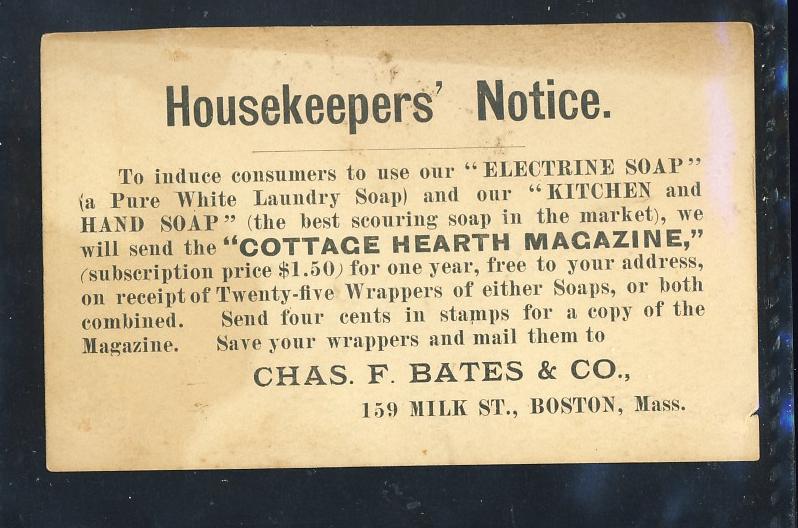 Housekeepers' Notice.
To induce consumers to use our "ELECTRINE SOAP"
(a Pure White Laundry Soap) and our "KITCHEN and
HAND SOAP" (the best scouring soap in the market), we
will send the "COTTAGE HEARTH MAGAZINE,"
(subscription price $1.50) for one year, free to your address,
on receipt of Twenty-five Wrappers of either Soaps, or both
combined. Send four cents in stamps for a copy of the
Magazine. Save your wrappers and mail them to
CHAS. F. BATES & CO.,
159 MILK ST., BOSTON, Mass.